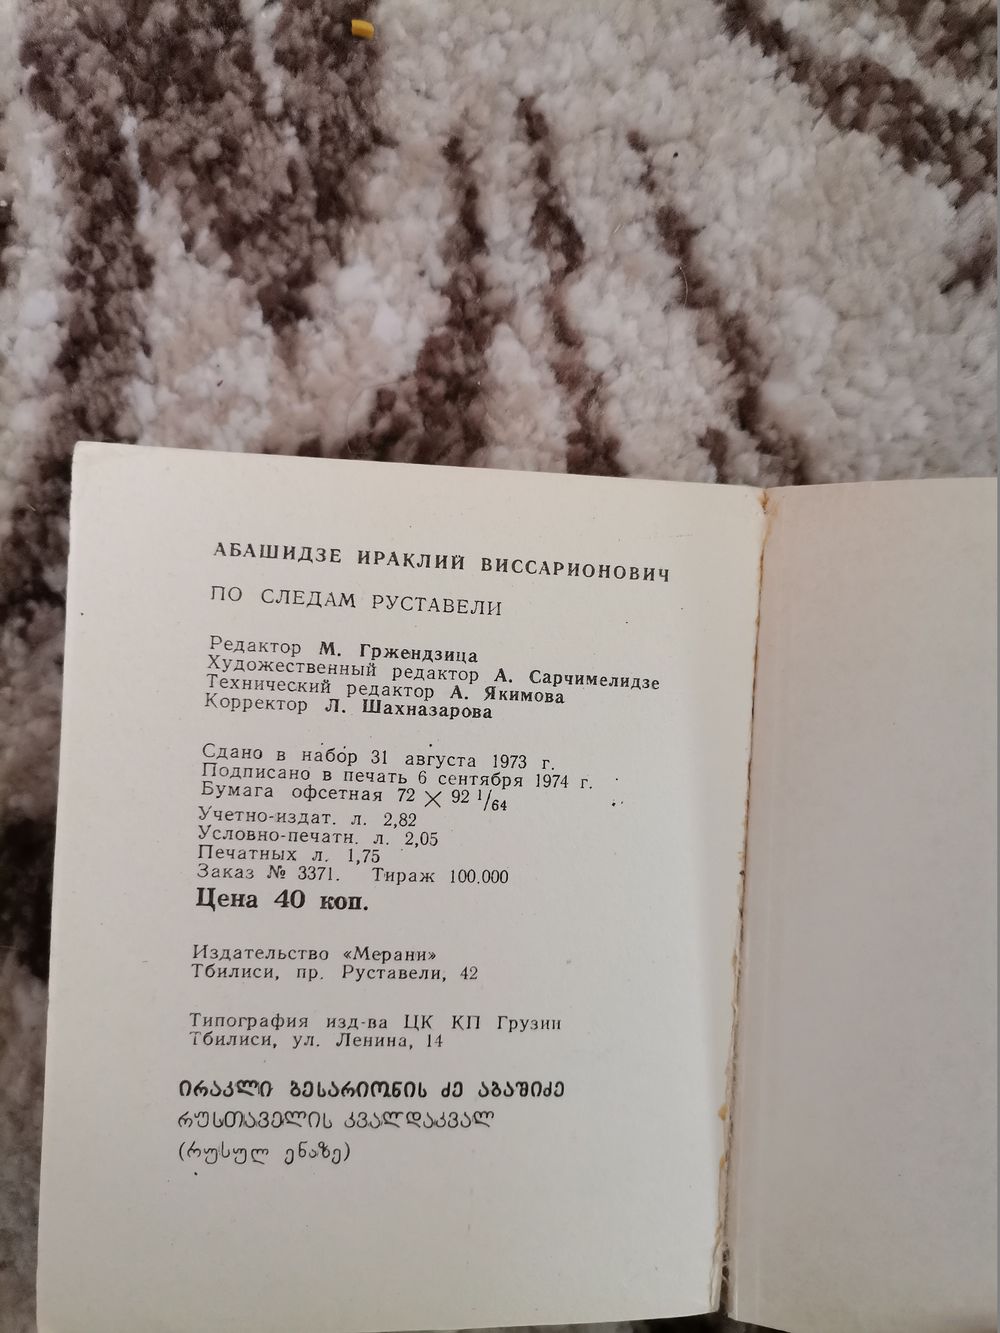 АБАШИДЗЕ ИРАКЛИЙ ВИССАРИОНОВИЧ
ПО СЛЕДАМ РУСТАВЕЛИ
Редактор М. Гржендзица
Художественный редактор А. Сарчимелидзе
Технический редактор А. Якимова
Корректор Л. Шахназарова
Сдано в набор 31 августа 1973 г.
Подписано в печать 6 сентября 1974 г.
Бумага офсетная 72 × 92 1/64
Учетно-издат. л. 2,82
Условно-печатн. л. 2,05
Печатных л. 1,75
Заказ № 3371. Тираж 100.000
Цена 40 коп.
Издательство «Мерани»
Тбилиси, пр. Руставели, 42
Типография изд-ва ЦК КП Грузии
Тбилиси, ул. Ленина, 14
ირაკლი ბესარიონის ძე აბაშიძე
რუსთაველის კვალდაკვალ
(რუსულ ენაზე)